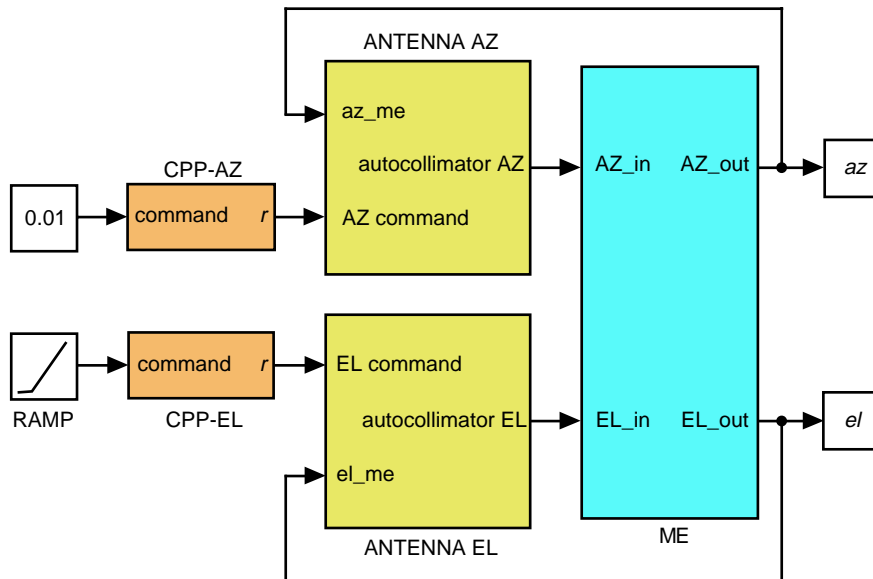 ANTENNA AZ
az_me
autocollimator AZ
AZ command
CPP-AZ
0.01
command r
AZ_in AZ_out
az
RAMP
command r
CPP-EL
EL command
autocollimator EL
el_me
ANTENNA EL
EL_in EL_out
el
ME